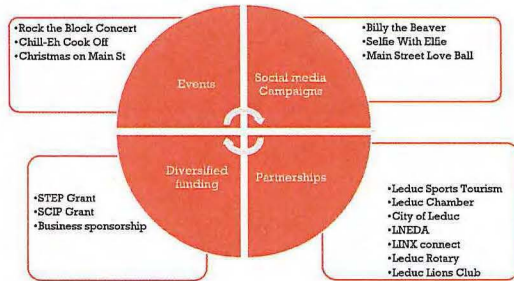 •Rock the Block Concert
•Chill-Eh Cook Off
•Christmas on Main St
•Billy the Beaver
•Selfie With Elfie
•Main Street Love Ball
Events
Social media
Campaigns
Diversified
funding
Partnerships
•STEP Grant
•SCIP Grant
•Business sponsorship
•Leduc Sports Tourism
•Leduc Chamber
•City of Leduc
•LNEDA
•LINX connect
•Leduc Rotary
•Leduc Lions Club